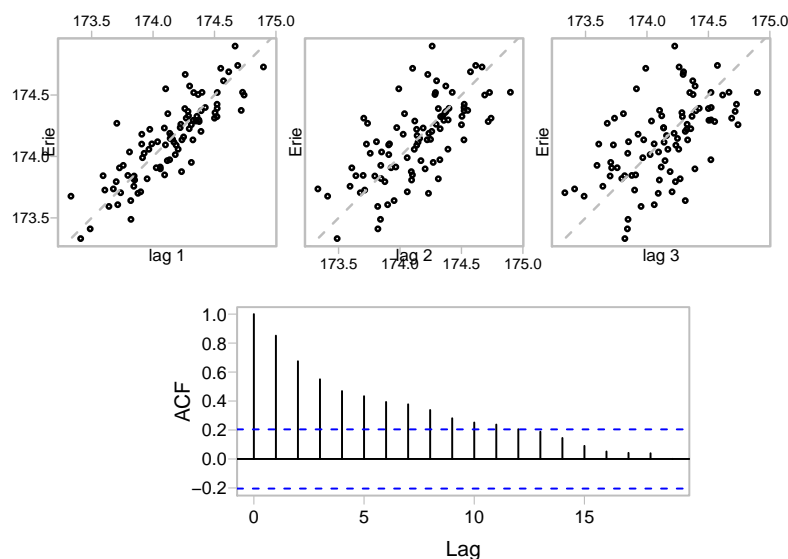 173.5 174.0 174.5 175.0 173.5 174.0 174.5 175.0
174.5
174.0
173.5
Erie
Erie
Erie
lag 1
lag 2
lag 3
173.5 174.0 174.5 175.0
1.0
0.8
0.6
0.4
0.2
0.0
–0.2
ACF
0 5 10 15
Lag